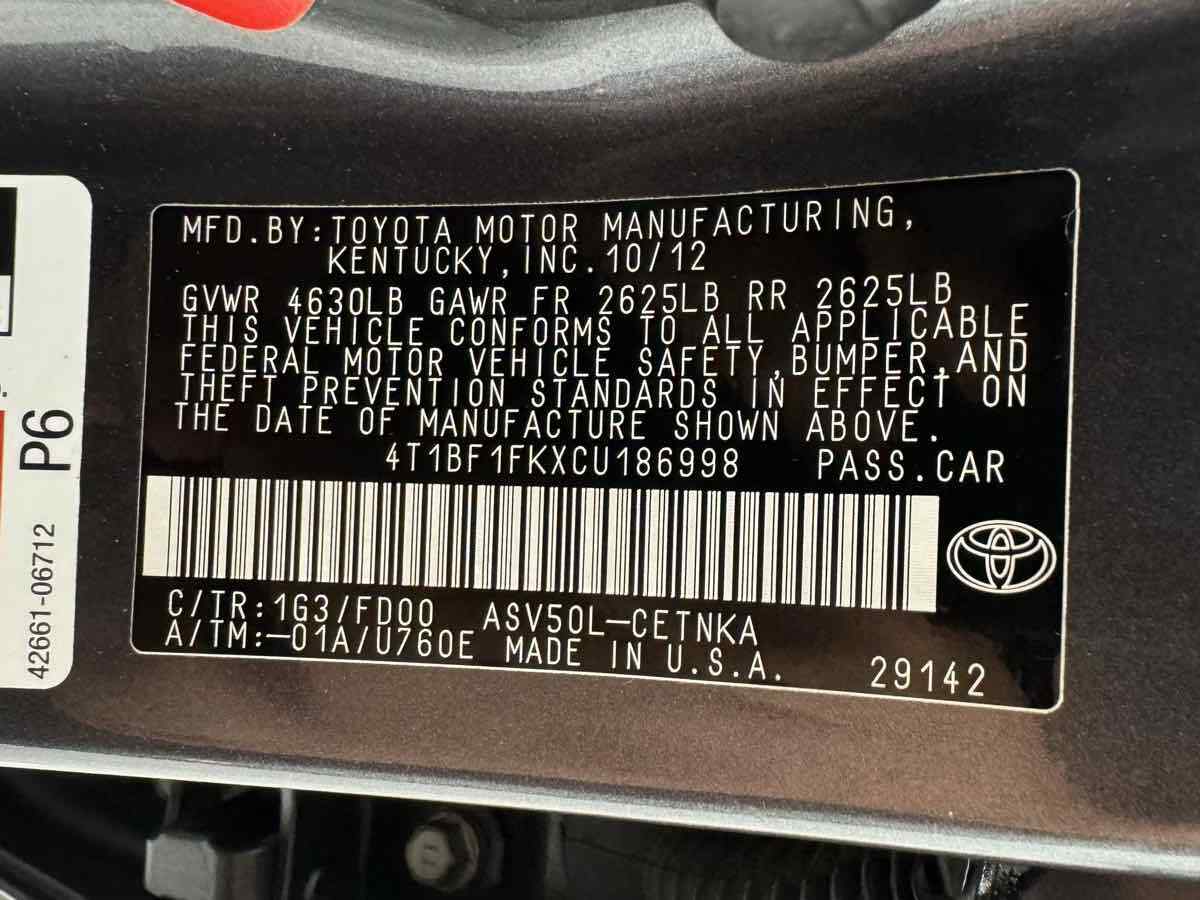 MFD.BY:TOYOTA MOTOR MANUFACTURING,
KENTUCKY,INC.10/12
GVWR 4630LB GAWR FR 2625LB RR 2625LB
THIS VEHICLE CONFORMS TO ALL APPLICABLE
FEDERAL MOTOR VEHICLE SAFETY,BUMPER,AND
THEFT PREVENTION STANDARDS IN EFFECT ON
THE DATE OF MANUFACTURE SHOWN ABOVE.
4T1BF1FKXCU186998 PASS.CAR
C/TR:1G3/FD00 ASV50L-CETNKA
A/TM:-01A/U760E MADE IN U.S.A. 29142
P6
42661-06712